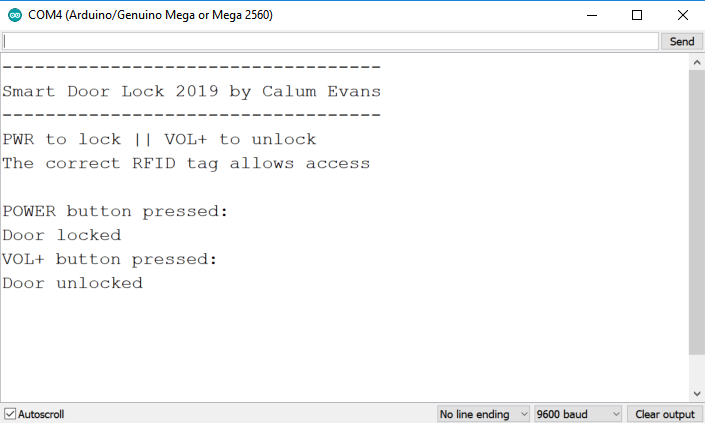 COM4 (Arduino/Genuino Mega or Mega 2560)
Send
-----------------------------------
Smart Door Lock 2019 by Calum Evans
-----------------------------------
PWR to lock || VOL+ to unlock
The correct RFID tag allows access
POWER button pressed:
Door locked
VOL+ button pressed:
Door unlocked
Autoscroll
No line ending
9600 baud
Clear output